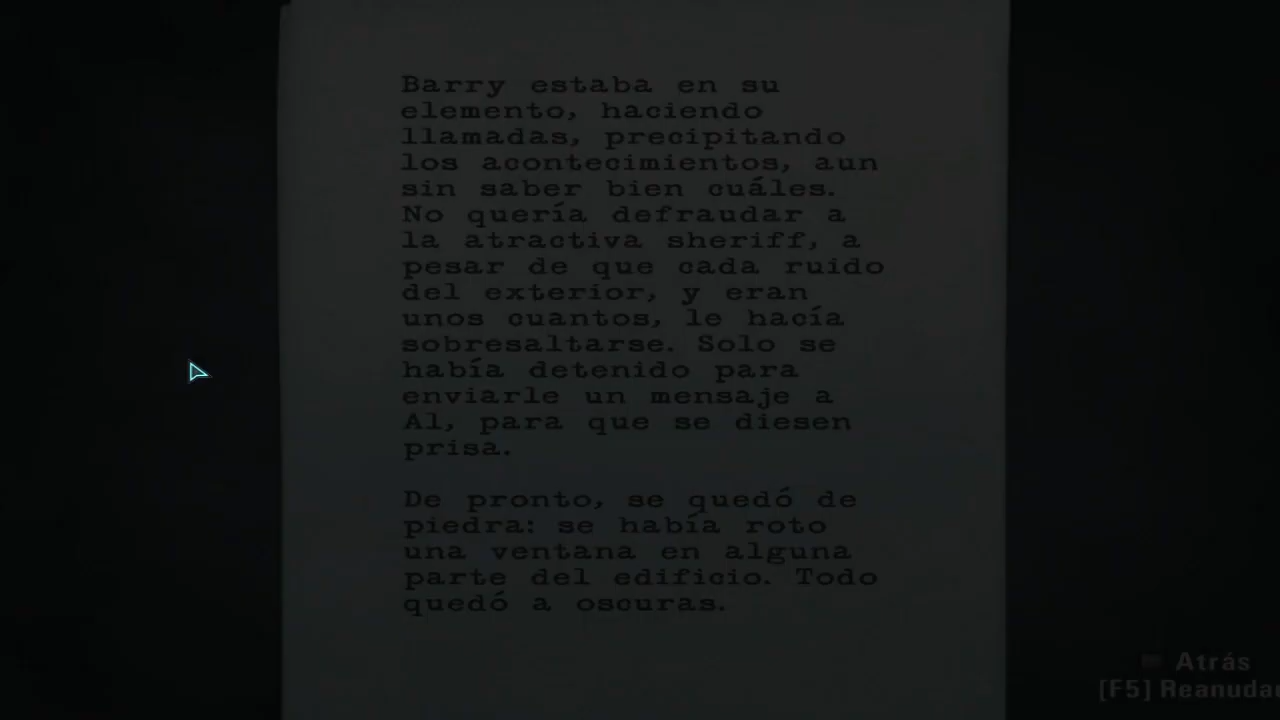 Barry estaba en su
elemento, haciendo
llamadas, precipitando
los acontecimientos, aun
sin saber bien cuáles.
No quería defraudar a
la atractiva sheriff, a
pesar de que cada ruido
del exterior, y eran
unos cuantos, le hacía
sobresaltarse. Solo se
había detenido para
enviarle un mensaje a
Al, para que se diesen
prisa.
De pronto, se quedó de
piedra: se había roto
una ventana en alguna
parte del edificio. Todo
quedó a oscuras.
Atrás
[F5] Reanudar